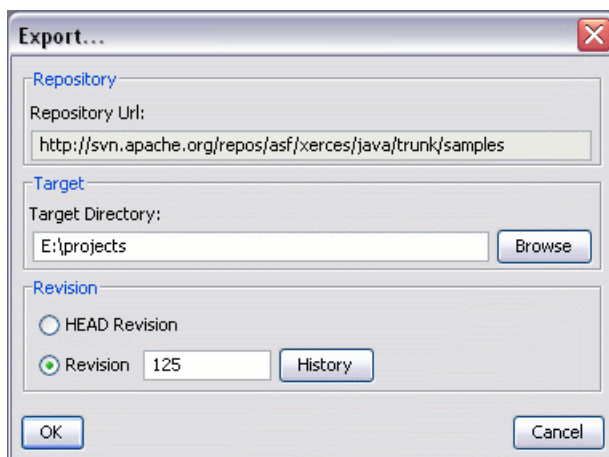 Export...
Repository
Repository Url:
http://svn.apache.org/repos/asf/xerces/java/trunk/samples
Target
Target Directory:
E:\projects
Browse
Revision
HEAD Revision
Revision 125 History
OK Cancel